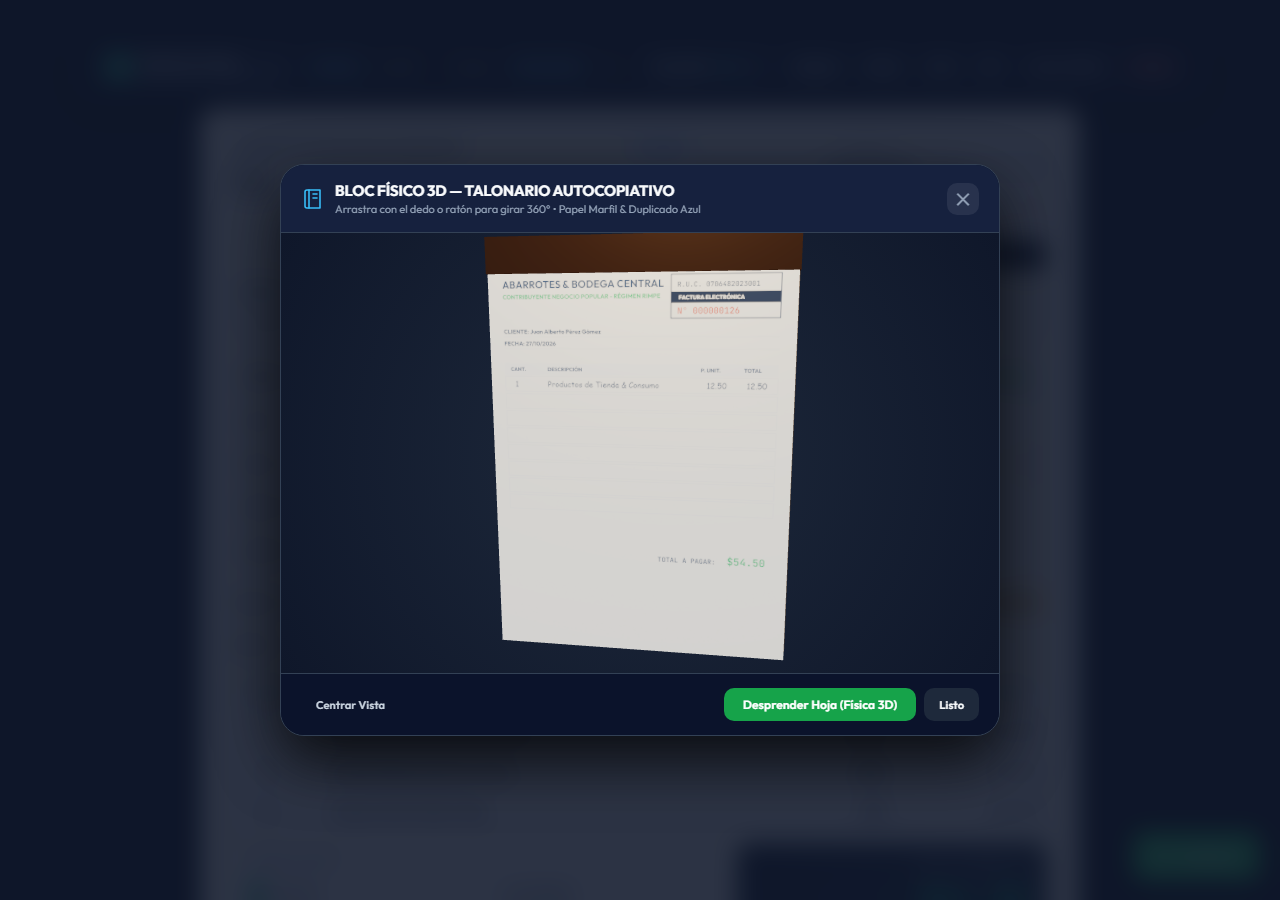 BLOC FÍSICO 3D — TALONARIO AUTOCOPIATIVO
Arrastra con el dedo o ratón para girar 360° • Papel Marfil & Duplicado Azul
ABARROTES & BODEGA CENTRAL
CONTRIBUYENTE NEGOCIO POPULAR - RÉGIMEN RIMPE
R.U.C. 0706482023001
FACTURA ELECTRÓNICA
N° 000000126
CLIENTE: Juan Alberto Pérez Gómez
FECHA: 27/10/2026
CANT. DESCRIPCIÓN P. UNIT. TOTAL
1 Productos de Tienda & Consumo 12.50 12.50
TOTAL A PAGAR: $54.50
Centrar Vista
Desprender Hoja (Física 3D)
Listo